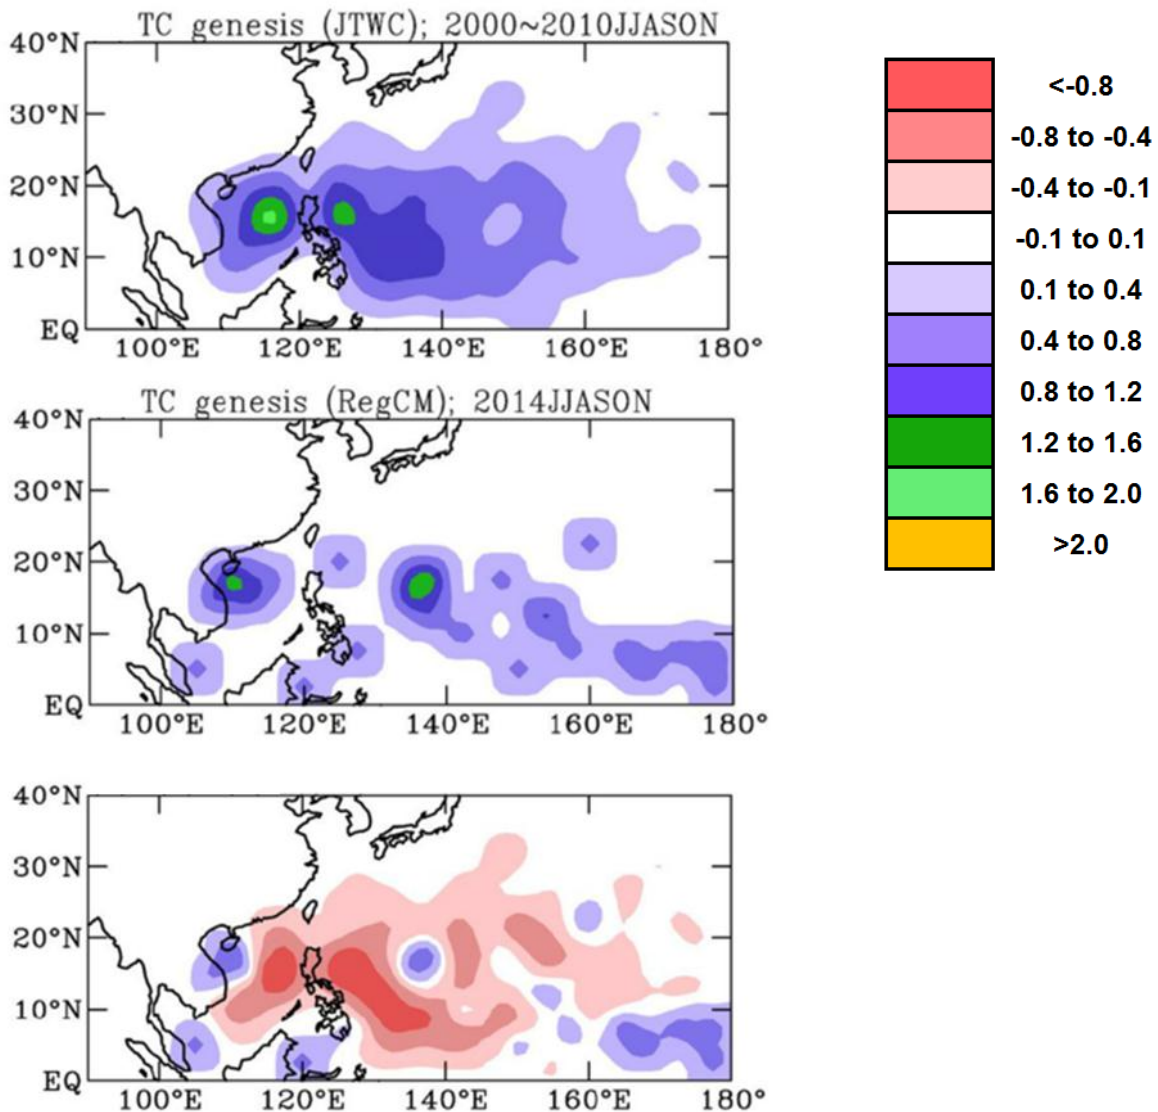 TC genesis (JTWC); 2000~2010JJASON
40°N
30°N
20°N
10°N
EQ
100°E 120°E 140°E 160°E 180°
TC genesis (RegCM); 2014JJASON
40°N
30°N
20°N
10°N
EQ
100°E 120°E 140°E 160°E 180°
40°N
30°N
20°N
10°N
EQ
100°E 120°E 140°E 160°E 180°
<-0.8
-0.8 to -0.4
-0.4 to -0.1
-0.1 to 0.1
0.1 to 0.4
0.4 to 0.8
0.8 to 1.2
1.2 to 1.6
1.6 to 2.0
>2.0